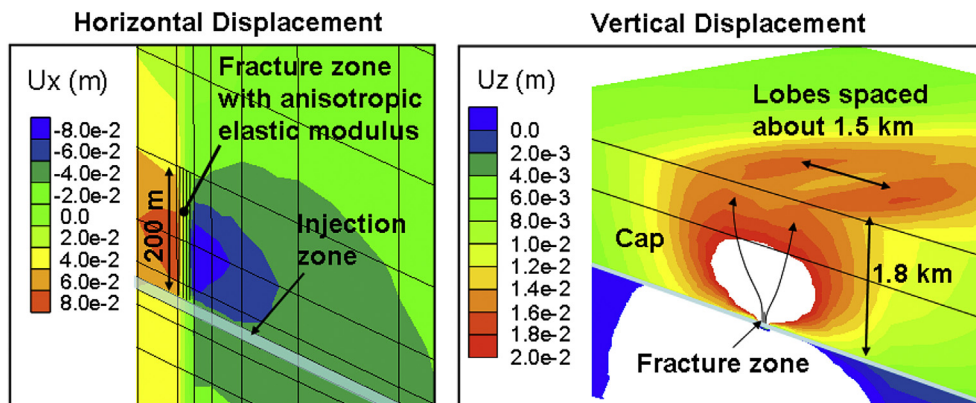 Horizontal Displacement
Ux (m)
-8.0e-2
-6.0e-2
-4.0e-2
-2.0e-2
0.0
2.0e-2
4.0e-2
6.0e-2
8.0e-2
Fracture zone
with anisotropic
elastic modulus
200 m
Injection
zone
Vertical Displacement
Uz (m)
0.0
2.0e-3
4.0e-3
6.0e-3
8.0e-3
1.0e-2
1.2e-2
1.4e-2
1.6e-2
1.8e-2
2.0e-2
Lobes spaced
about 1.5 km
Cap
1.8 km
Fracture zone